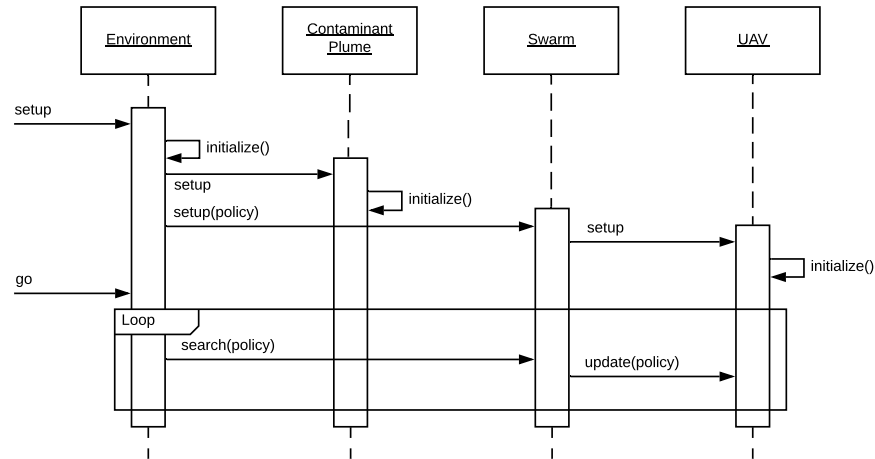 Environment
Contaminant
Plume
Swarm
UAV
setup
initialize()
setup
initialize()
setup(policy)
setup
initialize()
go
Loop
search(policy)
update(policy)